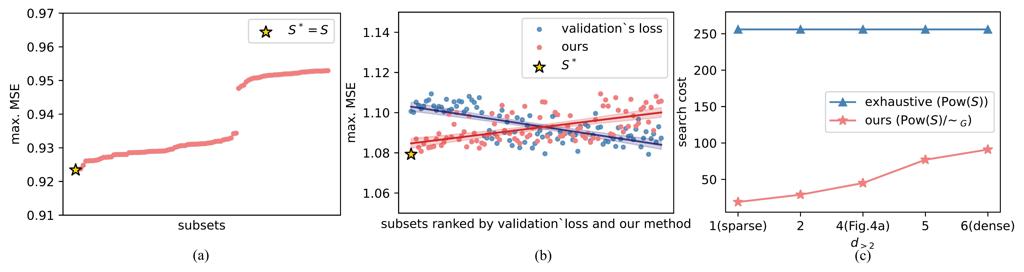 0.97
0.96
0.95
0.93
0.92
0.91
max. MSE
S* = S
subsets
(a)
1.14
1.12
1.10
1.08
1.06
max. MSE
validation`s loss
ours
S*
subsets ranked by validation`loss and our method
(b)
250
200
150
100
50
search cost
exhaustive (Pow(S))
ours (Pow(S)/~G)
1(sparse) 2 4(Fig.4a) 5 6(dense)
d>2
(c)